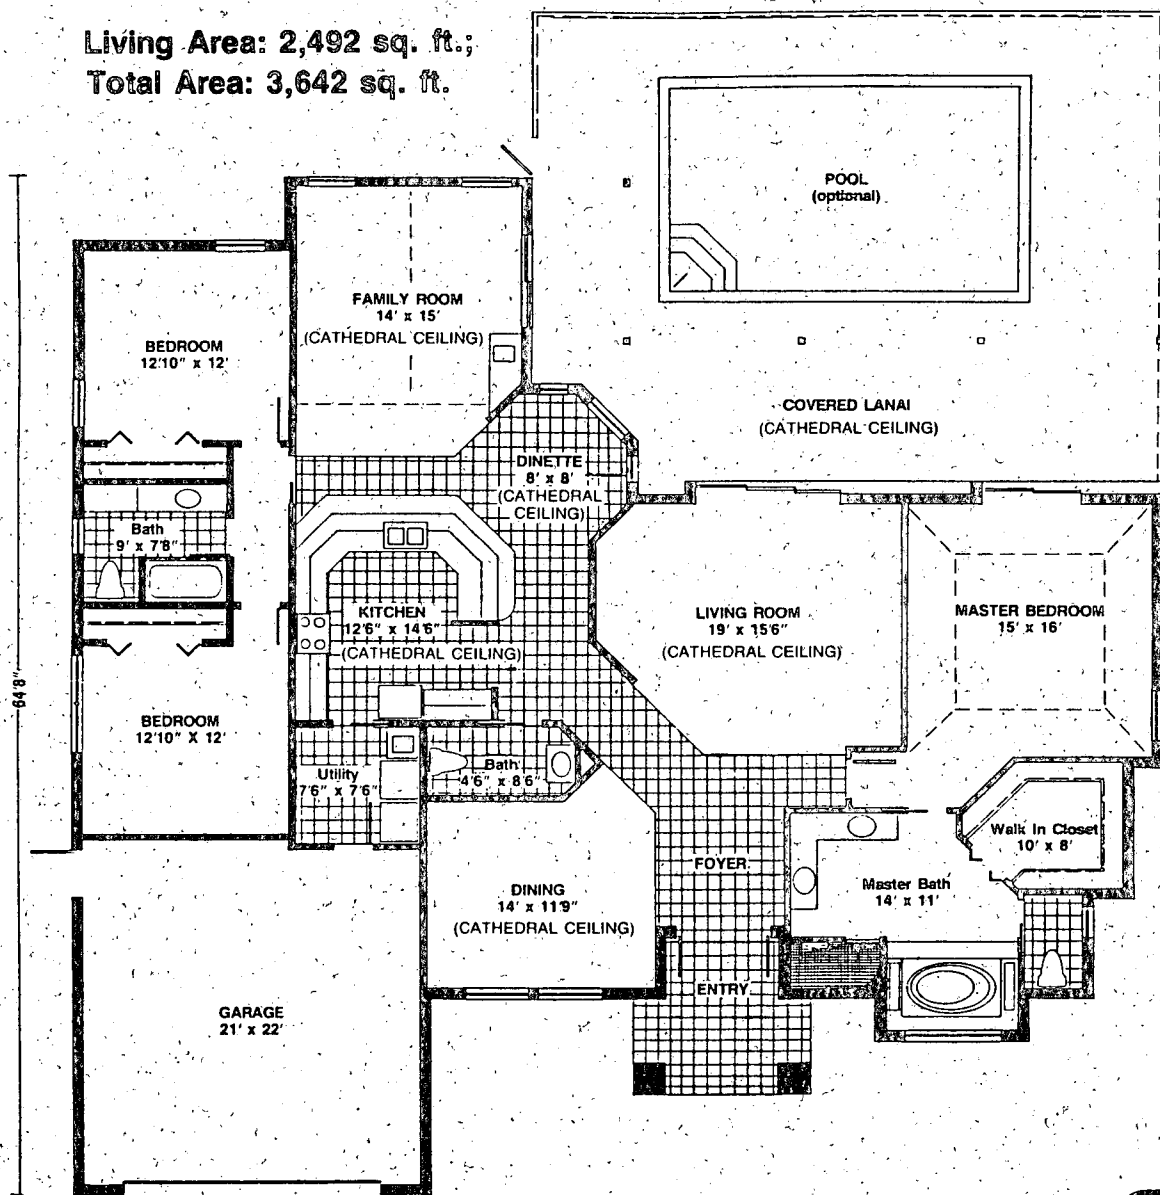 Living Area: 2,492 sq. ft.;
Total Area: 3,642 sq. ft.
POOL
(optional)
FAMILY ROOM
14' x 15'
(CATHEDRAL CEILING)
BEDROOM
12'10" x 12'
COVERED LANAI
(CATHEDRAL CEILING)
DINETTE
8' x 8'
(CATHEDRAL
CEILING)
Bath
9' x 7'8"
KITCHEN
12'6" x 14'6"
(CATHEDRAL CEILING)
LIVING ROOM
19' x 15'6"
(CATHEDRAL CEILING)
MASTER BEDROOM
15' x 16'
64'8"
BEDROOM
12'10" X 12'
Utility
7'6" x 7'6"
Bath
4'6" x 8'6"
Walk In Closet
10' x 8'
FOYER
Master Bath
14' x 11'
DINING
14' x 11'9"
(CATHEDRAL CEILING)
ENTRY
GARAGE
21' x 22'